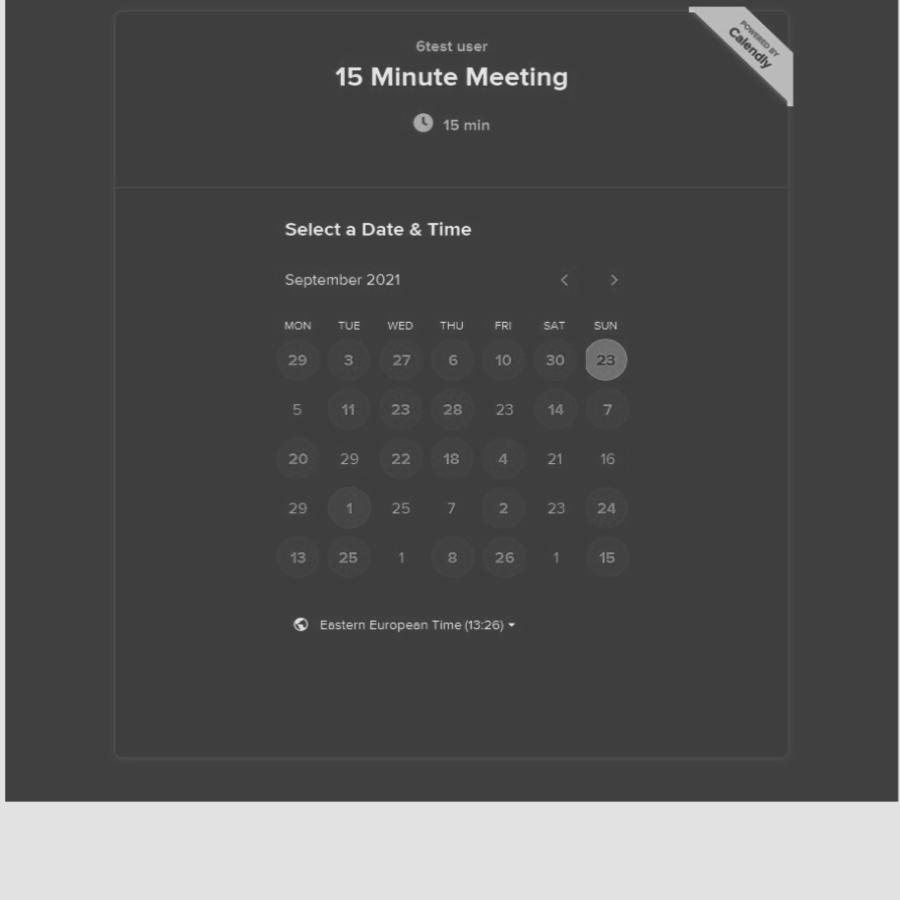 POWERED BY
Calendly
6test user
15 Minute Meeting
15 min
Select a Date & Time
September 2021
MON TUE WED THU FRI SAT SUN
29 3 27 6 10 30 23
5 11 23 28 23 14 7
20 29 22 18 4 21 16
29 1 25 7 2 23 24
13 25 1 8 26 1 15
Eastern European Time (13:26)